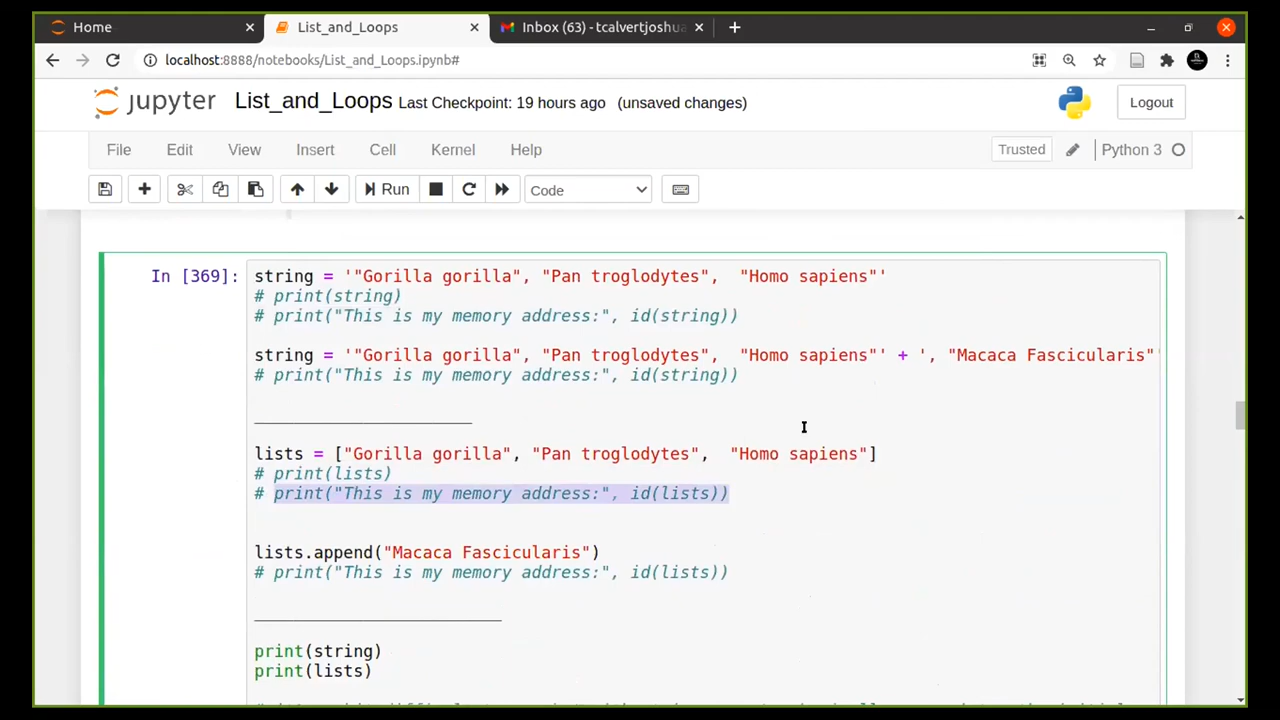 Home
List_and_Loops
Inbox (63) - tcalvertjoshua
localhost:8888/notebooks/List_and_Loops.ipynb#
jupyter List_and_Loops Last Checkpoint: 19 hours ago (unsaved changes)
Logout
File Edit View Insert Cell Kernel Help
Trusted
Python 3
Run
Code
In [369]:
string = '"Gorilla gorilla", "Pan troglodytes",  "Homo sapiens"'
# print(string)
# print("This is my memory address:", id(string))
string = '"Gorilla gorilla", "Pan troglodytes",  "Homo sapiens"' + ', "Macaca Fascicularis"'
# print("This is my memory address:", id(string))
______________________
lists = ["Gorilla gorilla", "Pan troglodytes",  "Homo sapiens"]
# print(lists)
# print("This is my memory address:", id(lists))
lists.append("Macaca Fascicularis")
# print("This is my memory address:", id(lists))
_________________________
print(string)
print(lists)